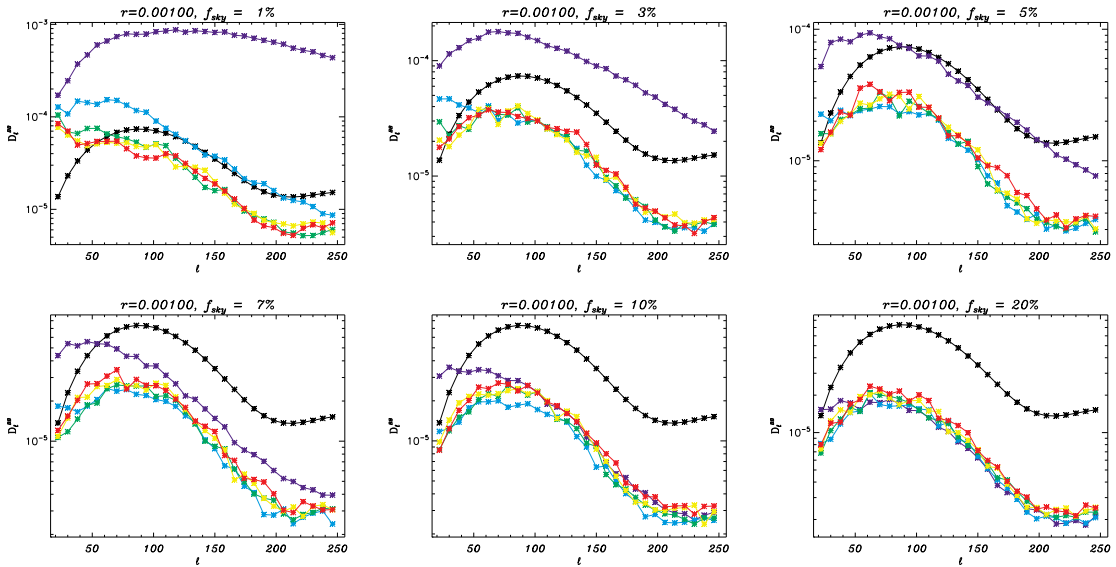 r=0.00100, f_sky = 1%
r=0.00100, f_sky = 3%
r=0.00100, f_sky = 5%
10⁻³
10⁻⁴
10⁻⁵
D_ℓ^BB
50 100 150 200 250
ℓ
10⁻⁴
10⁻⁵
D_ℓ^BB
50 100 150 200 250
ℓ
10⁻⁴
10⁻⁵
D_ℓ^BB
50 100 150 200 250
ℓ
r=0.00100, f_sky = 7%
r=0.00100, f_sky = 10%
r=0.00100, f_sky = 20%
10⁻⁵
D_ℓ^BB
50 100 150 200 250
ℓ
10⁻⁵
D_ℓ^BB
50 100 150 200 250
ℓ
10⁻⁵
D_ℓ^BB
50 100 150 200 250
ℓ